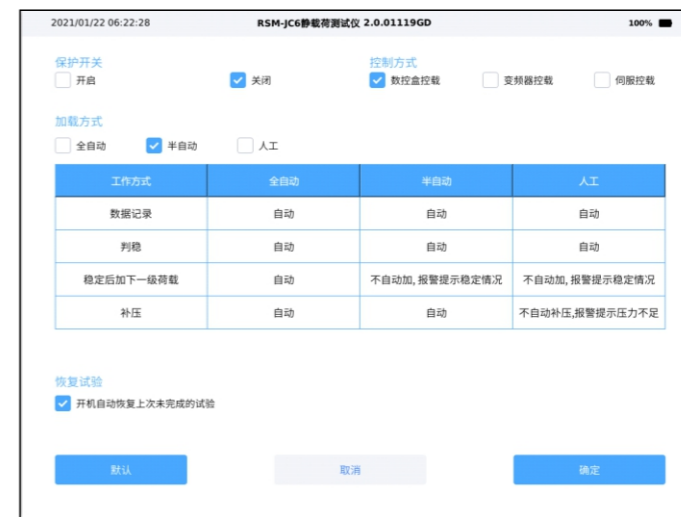 2021/01/22 06:22:28 RSM-JC6静载荷测试仪 2.0.01119GD 100%
保护开关 控制方式
开启 关闭 数控盒控载 变频器控载 伺服控载
加载方式
全自动 半自动 人工
工作方式 全自动 半自动 人工
数据记录 自动 自动 自动
判稳 自动 自动 自动
稳定后加下一级荷载 自动 不自动加, 报警提示稳定情况 不自动加, 报警提示稳定情况
补压 自动 自动 不自动补压,报警提示压力不足
恢复试验
开机自动恢复上次未完成的试验
默认 取消 确定